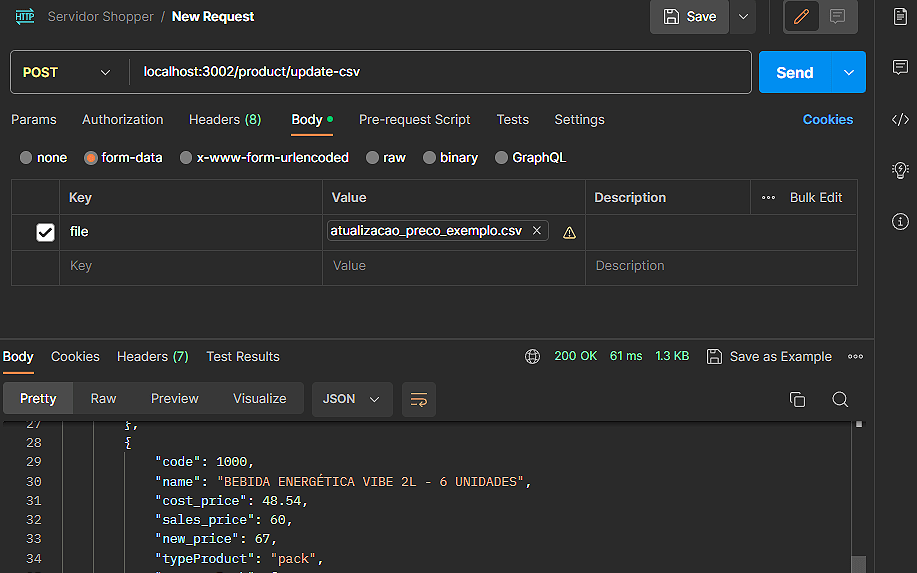 HTTP Servidor Shopper / New Request Save
POST localhost:3002/product/update-csv Send
Params Authorization Headers (8) Body Pre-request Script Tests Settings Cookies
none form-data x-www-form-urlencoded raw binary GraphQL
Key Value Description Bulk Edit
file atualizacao_preco_exemplo.csv
Key Value Description
Body Cookies Headers (7) Test Results 200 OK 61 ms 1.3 KB Save as Example
Pretty Raw Preview Visualize JSON
27 },
28 {
29 "code": 1000,
30 "name": "BEBIDA ENERGÉTICA VIBE 2L - 6 UNIDADES",
31 "cost_price": 48.54,
32 "sales_price": 60,
33 "new_price": 67,
34 "typeProduct": "pack",